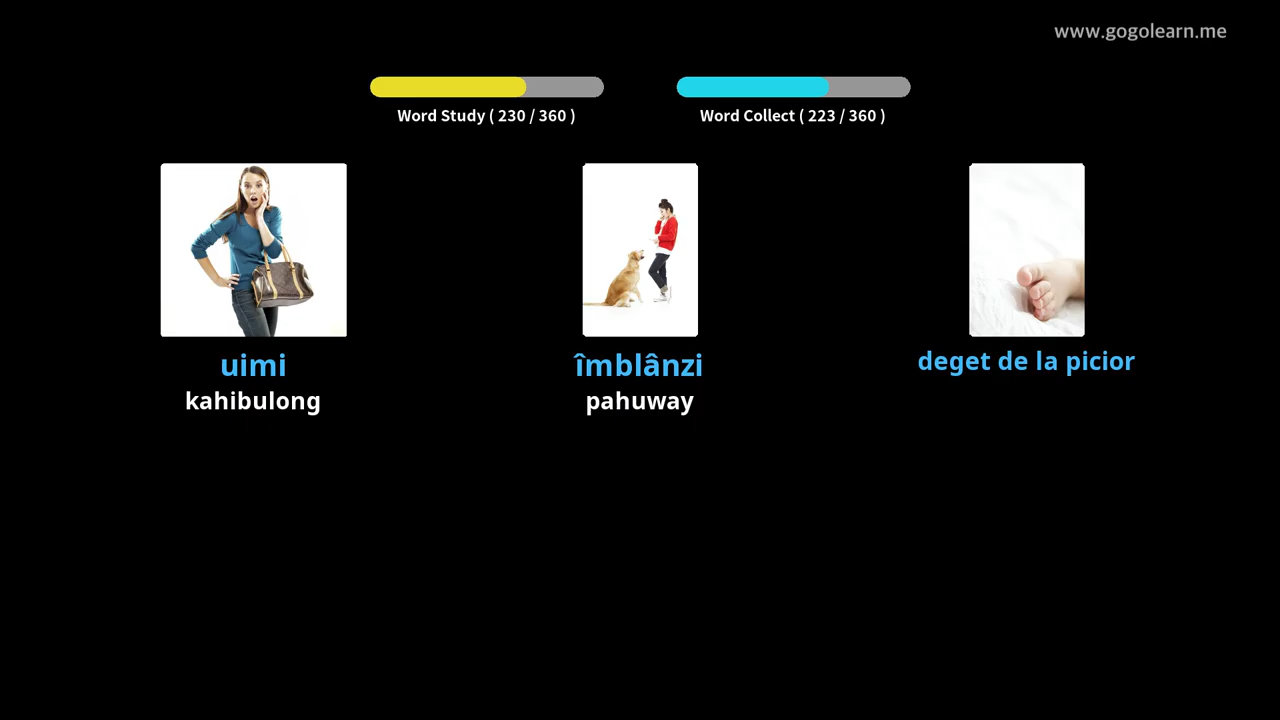 www.gogolearn.me
Word Study ( 230 / 360 )
Word Collect ( 223 / 360 )
uimi
kahibulong
îmblânzi
pahuway
deget de la picior